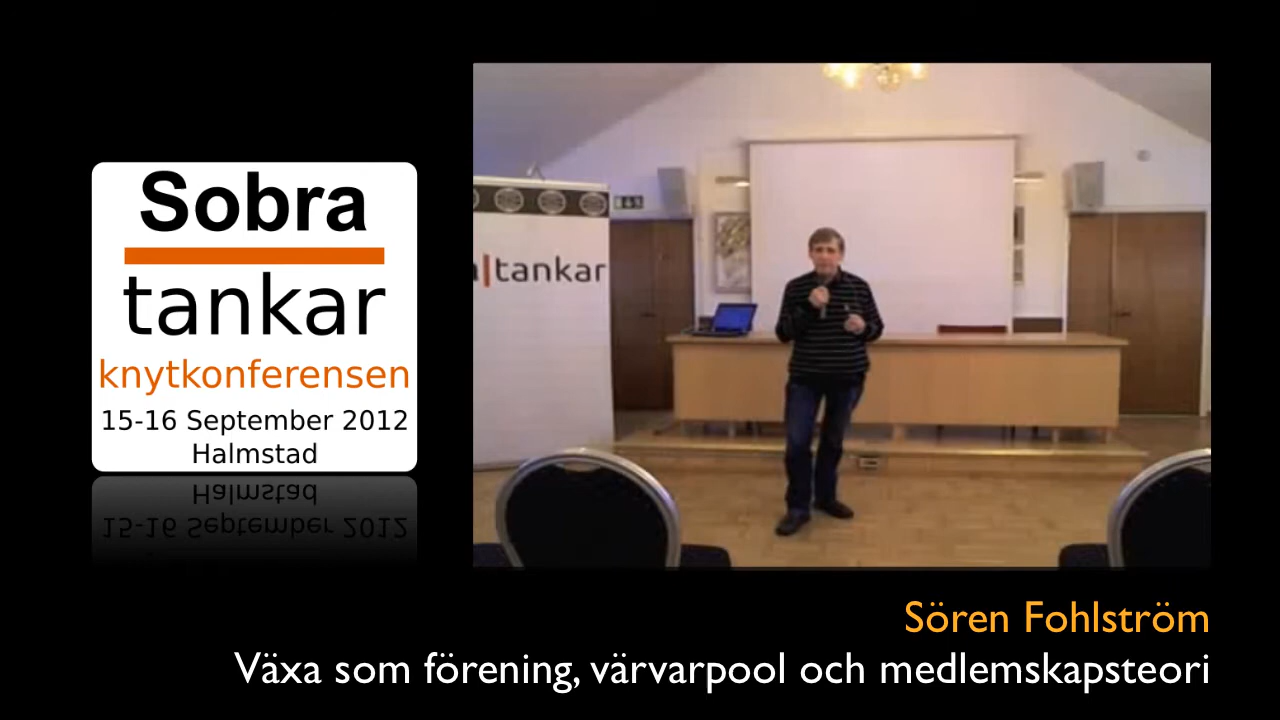 Sobra
tankar
knytkonferensen
15-16 September 2012
Halmstad
|tankar
Sören Fohlström
Växa som förening, värvarpool och medlemskapsteori